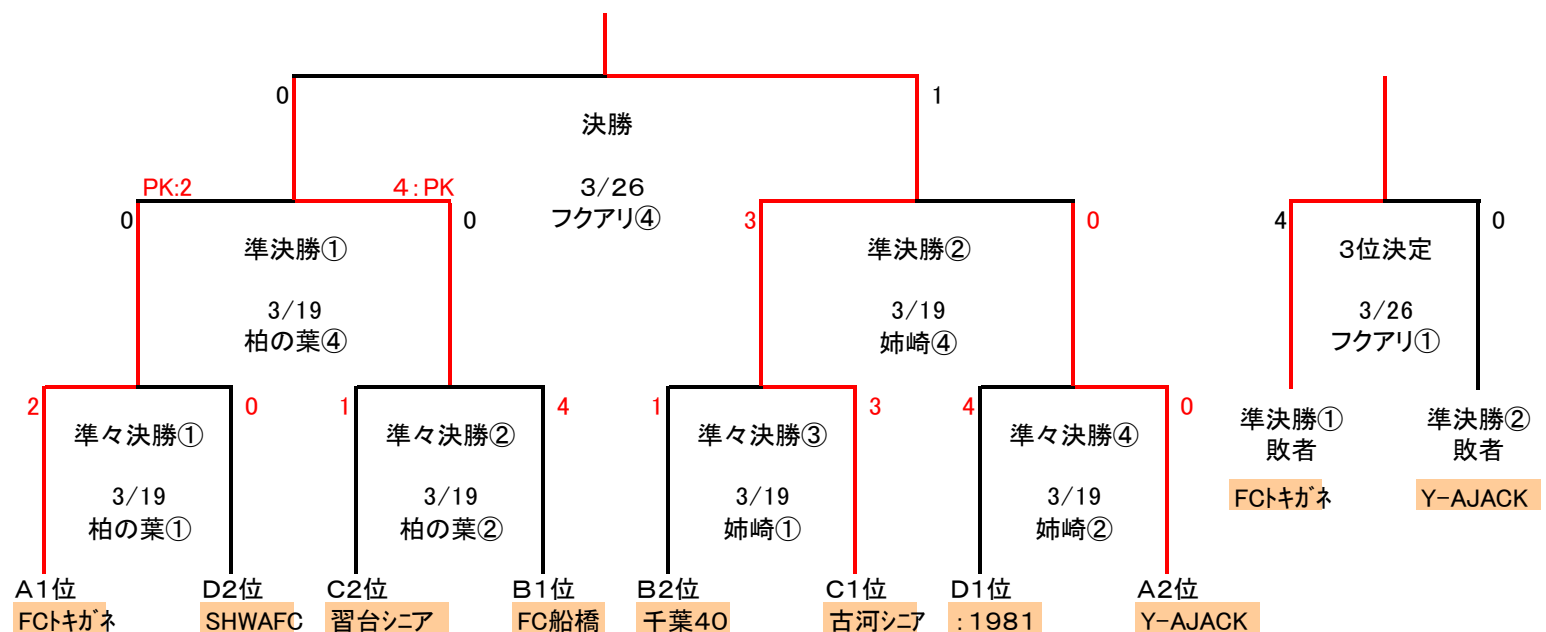 0
1
決勝
PK:2
4:PK
3/26
フクアリ④
0
0
3
0
4
0
準決勝①
準決勝②
3位決定
3/19
柏の葉④
3/19
姉崎④
3/26
フクアリ①
2
0
1
4
1
3
4
0
準々決勝①
準々決勝②
準々決勝③
準々決勝④
準決勝①
敗者
準決勝②
敗者
3/19
柏の葉①
3/19
柏の葉②
3/19
姉崎①
3/19
姉崎②
FCﾄｷｶﾞﾈ
Y-AJACK
A1位
D2位
C2位
B1位
B2位
C1位
D1位
A2位
FCﾄｷｶﾞﾈ
SHWAFC
習台シニア
FC船橋
千葉40
古河シニア
:1981
Y-AJACK